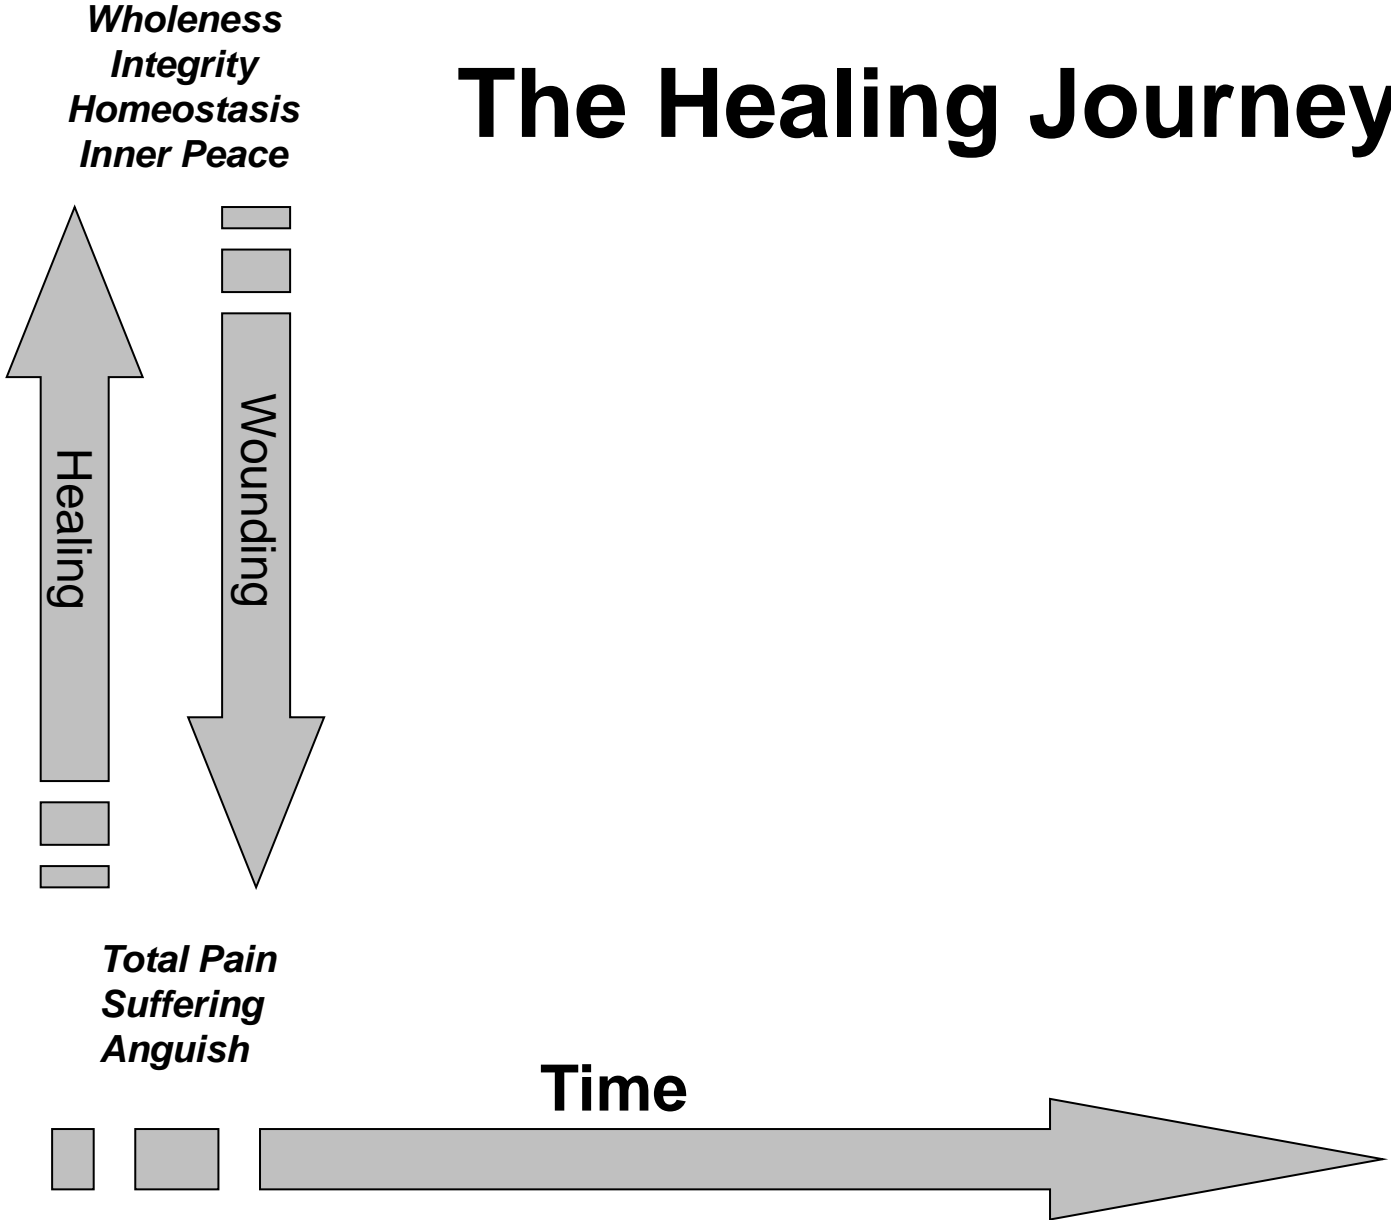 Wholeness
Integrity
Homeostasis
Inner Peace
The Healing Journey
Healing
Wounding
Total Pain
Suffering
Anguish
Time